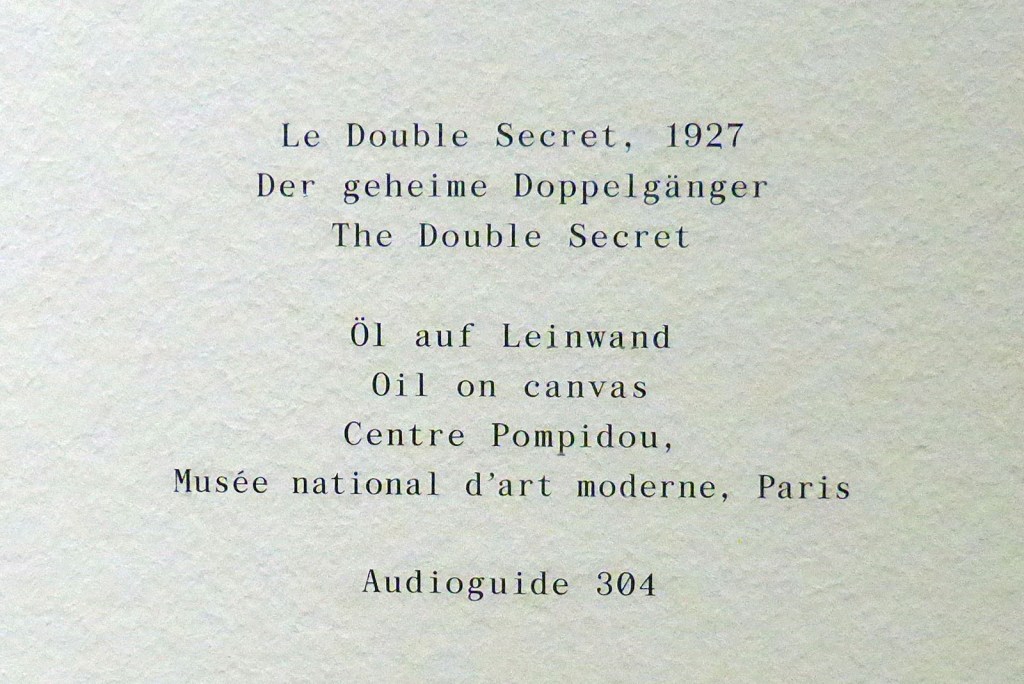 Le Double Secret, 1927
Der geheime Doppelgänger
The Double Secret
Öl auf Leinwand
Oil on canvas
Centre Pompidou,
Musée national d’art moderne, Paris
Audioguide 304